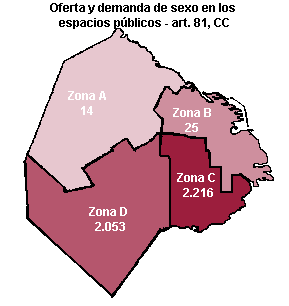 Oferta y demanda de sexo en los
espacios públicos - art. 81, CC
Zona A
14
Zona B
25
Zona C
2.216
Zona D
2.053